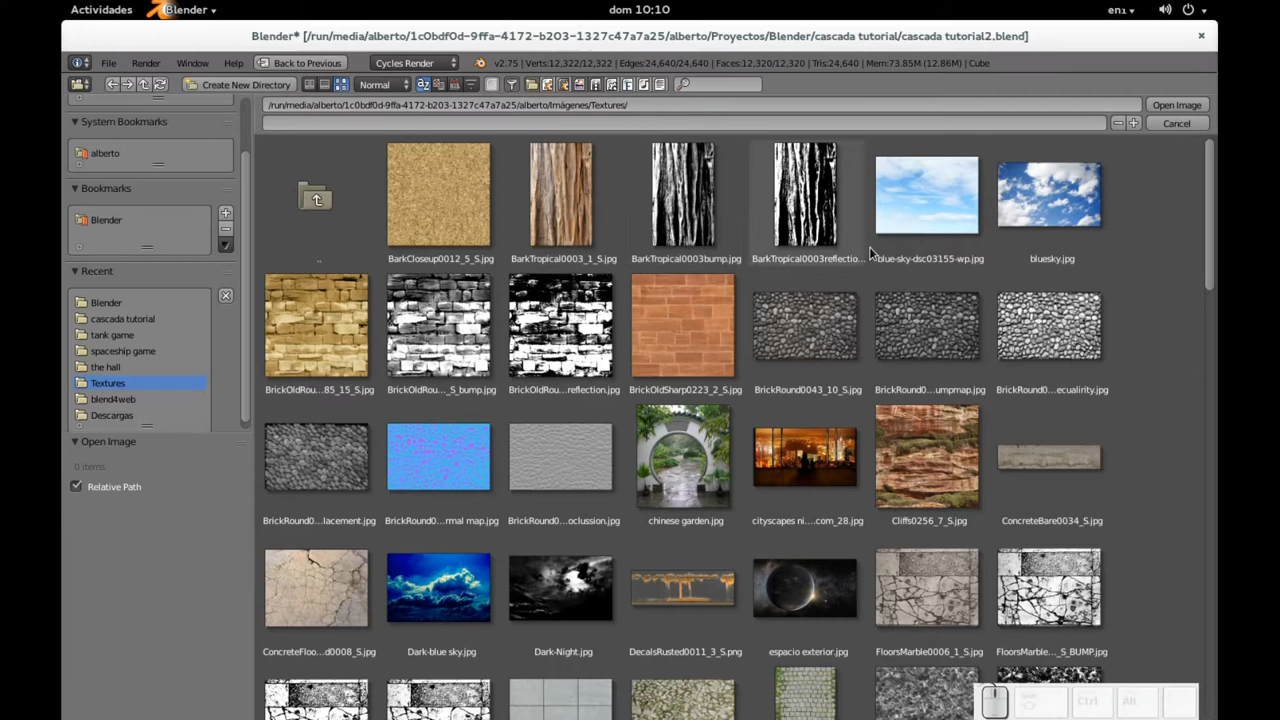 Actividades Blender dom 10:10 en1
Blender* [/run/media/alberto/1c0bdf0d-9ffa-4172-b203-1327c47a7a25/alberto/Proyectos/Blender/cascada tutorial/cascada tutorial2.blend]
File Render Window Help Back to Previous Cycles Render v2.75 | Verts:12,322/12,322 | Edges:24,640/24,640 | Faces:12,320/12,320 | Tris:24,640 | Mem:73.85M (12.86M) | Cube
Create New Directory Normal
/run/media/alberto/1c0bdf0d-9ffa-4172-b203-1327c47a7a25/alberto/Imágenes/Textures/ Open Image
Cancel
System Bookmarks
alberto
Bookmarks
Blender
Recent
Blender
cascada tutorial
tank game
spaceship game
the hall
Textures
blend4web
Descargas
Open Image
0 items
Relative Path
.. BarkCloseup0012_5_S.jpg BarkTropical0003_1_S.jpg BarkTropical0003bump.jpg BarkTropical0003reflectio... blue-sky-dsc03155-wp.jpg bluesky.jpg
BrickOldRou...85_15_S.jpg BrickOldRou..._S_bump.jpg BrickOldRou...reflection.jpg BrickOldSharp0223_2_S.jpg BrickRound0043_10_S.jpg BrickRound0...umpmap.jpg BrickRound0...ecualirity.jpg
BrickRound0...lacement.jpg BrickRound0...rmal map.jpg BrickRound0...oclussion.jpg chinese garden.jpg cityscapes ni....com_28.jpg Cliffs0256_7_S.jpg ConcreteBare0034_S.jpg
ConcreteFloo...d0008_S.jpg Dark-blue sky.jpg Dark-Night.jpg DecalsRusted0011_3_S.png espacio exterior.jpg FloorsMarble0006_1_S.jpg FloorsMarble..._S_BUMP.jpg
Ctrl Alt